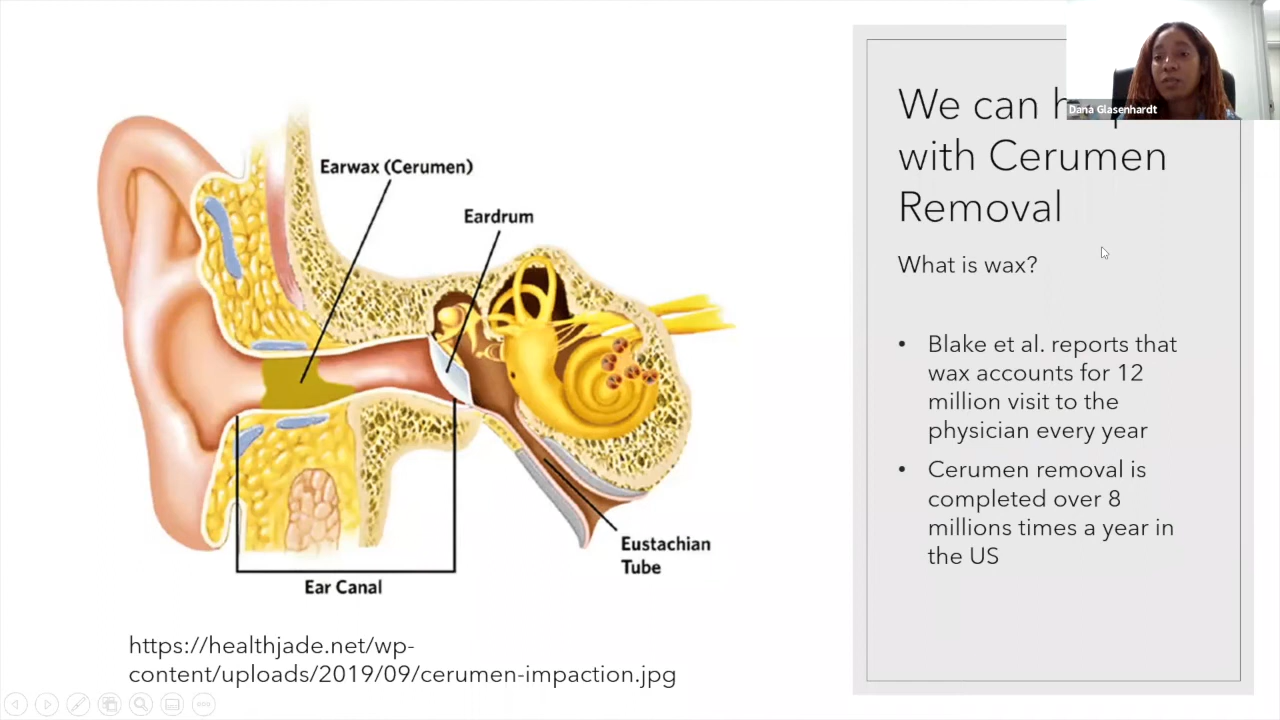 Earwax (Cerumen)
Eardrum
Eustachian
Tube
Ear Canal
https://healthjade.net/wp-
content/uploads/2019/09/cerumen-impaction.jpg
Dana Glasenhardt
We can
with Cerumen
Removal
What is wax?
• Blake et al. reports that
wax accounts for 12
million visit to the
physician every year
• Cerumen removal is
completed over 8
millions times a year in
the US